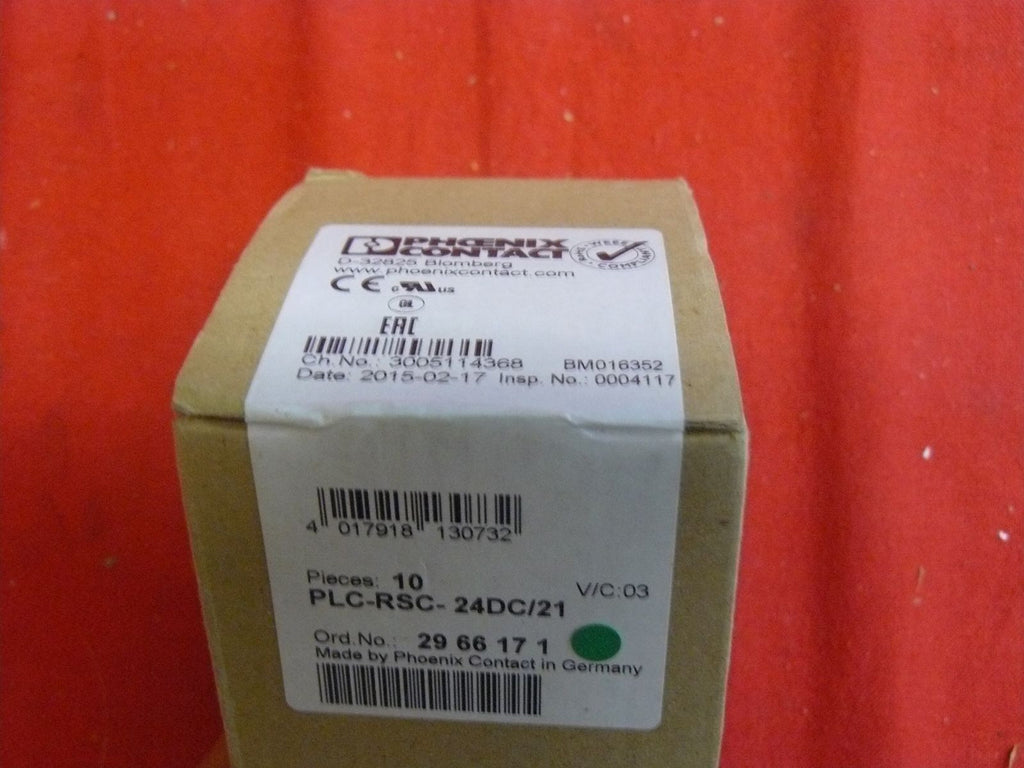 PHOENIX
CONTACT
D-32825 Blomberg
www.phoenixcontact.com
CE c UL us
GL
EAC
Ch.No.: 3005114368 BM016352
Date: 2015-02-17 Insp. No.: 0004117
4 017918 130732
Pieces: 10 V/C:03
PLC-RSC- 24DC/21
Ord.No.: 29 66 17 1
Made by Phoenix Contact in Germany